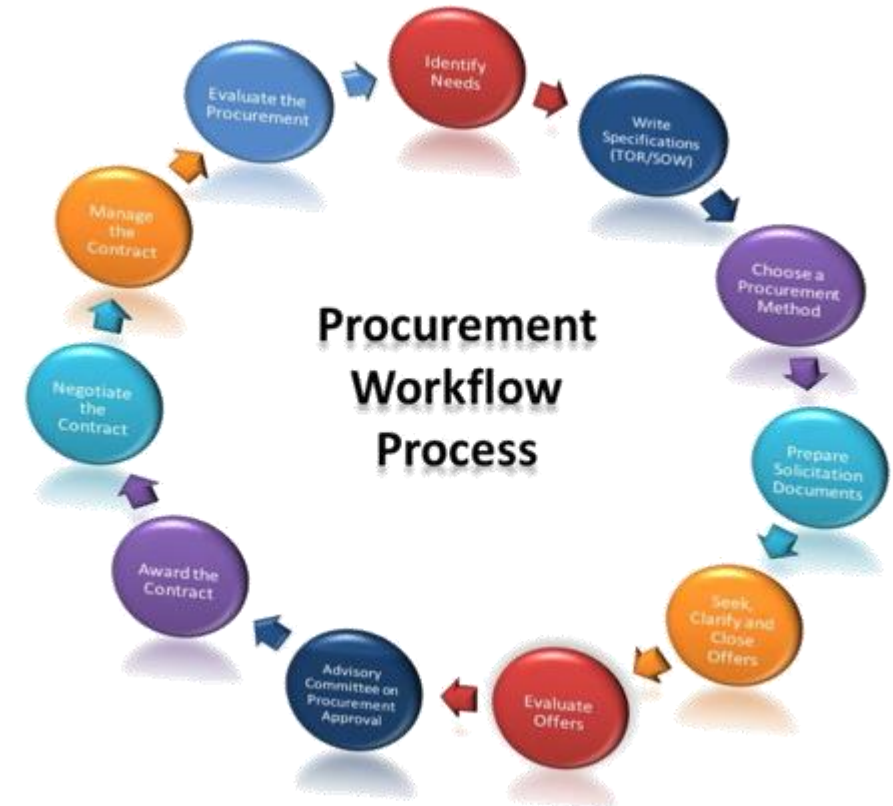 Procurement
Workflow
Process
Identify
Needs
Write
Specifications
(TOR/SOW)
Choose a
Procurement
Method
Prepare
Solicitation
Documents
Seek,
Clarify and
Close
Offers
Evaluate
Offers
Advisory
Committee on
Procurement
Approval
Award the
Contract
Negotiate
the
Contract
Manage
the
Contract
Evaluate the
Procurement